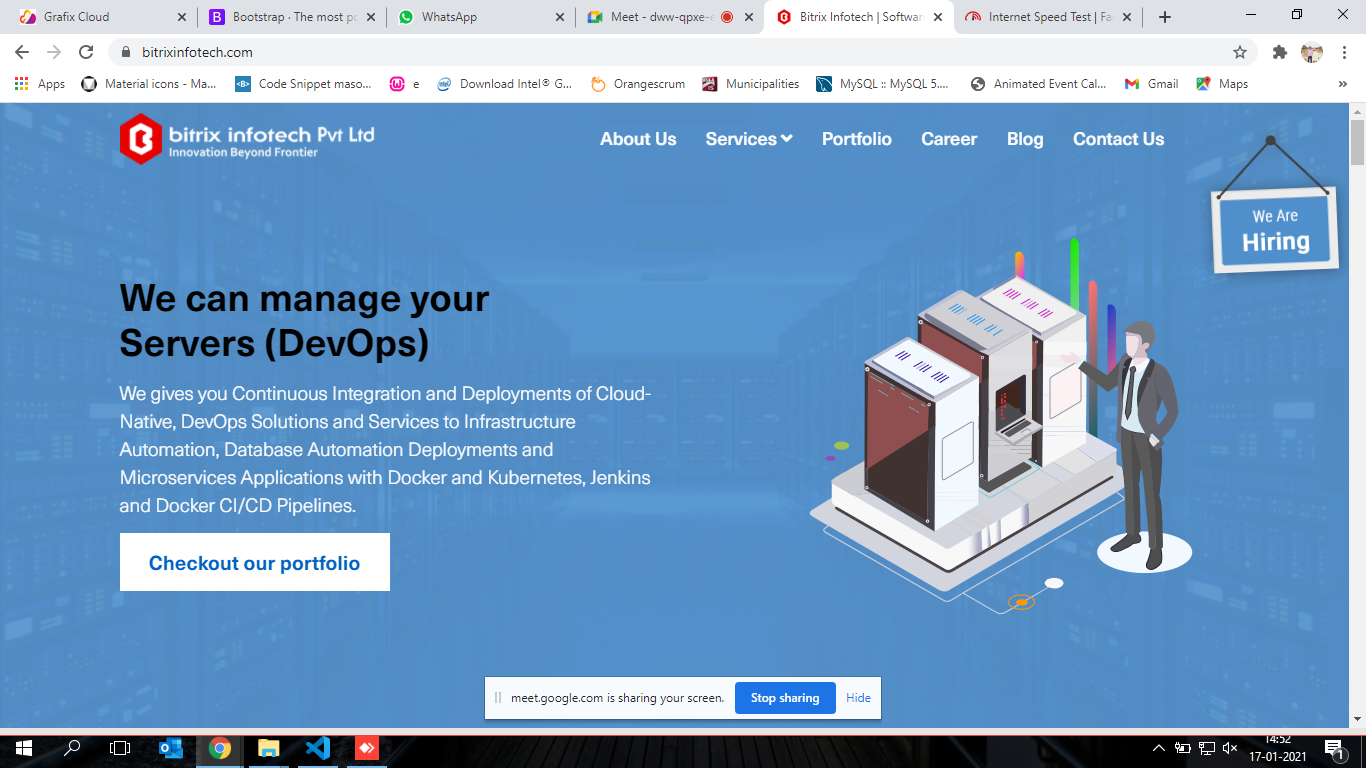 Grafix Cloud
Bootstrap · The most po
WhatsApp
Meet - dww-qpxe-
Bitrix Infotech | Softwar
Internet Speed Test | Fas
bitrixinfotech.com
Apps
Material icons - Ma...
Code Snippet maso...
e
Download Intel® G...
Orangescrum
Municipalities
MySQL :: MySQL 5....
Animated Event Cal...
Gmail
Maps
bitrix infotech Pvt Ltd
Innovation Beyond Frontier
About Us
Services
Portfolio
Career
Blog
Contact Us
We Are
Hiring
We can manage your
Servers (DevOps)
We gives you Continuous Integration and Deployments of Cloud-
Native, DevOps Solutions and Services to Infrastructure
Automation, Database Automation Deployments and
Microservices Applications with Docker and Kubernetes, Jenkins
and Docker CI/CD Pipelines.
Checkout our portfolio
meet.google.com is sharing your screen.
Stop sharing
Hide
14:52
17-01-2021
1